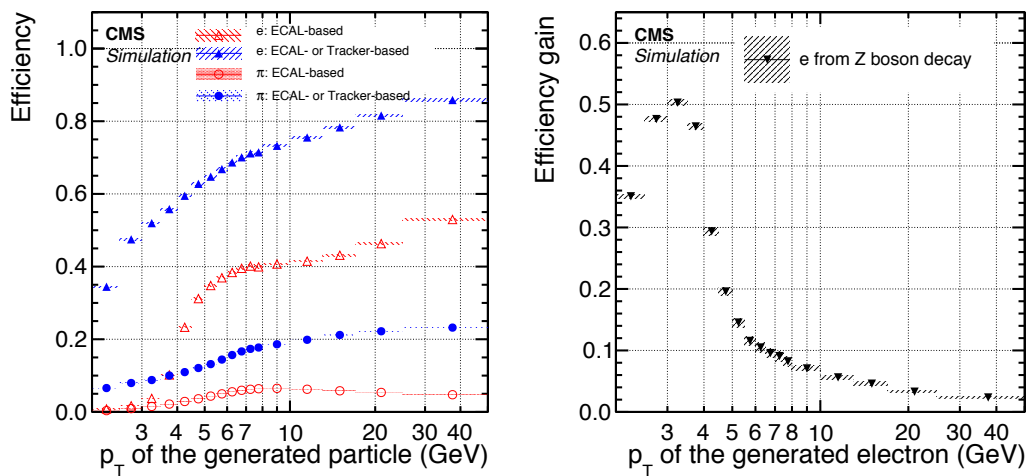 CMS
Simulation
e: ECAL-based
e: ECAL- or Tracker-based
π: ECAL-based
π: ECAL- or Tracker-based
Efficiency
1.0
0.8
0.6
0.4
0.2
0.0
3 4 5 6 7 10 20 30 40
p_T of the generated particle (GeV)
CMS
Simulation
e from Z boson decay
Efficiency gain
0.6
0.5
0.4
0.3
0.2
0.1
0.0
3 4 5 6 7 8 10 20 30 40
p_T of the generated electron (GeV)